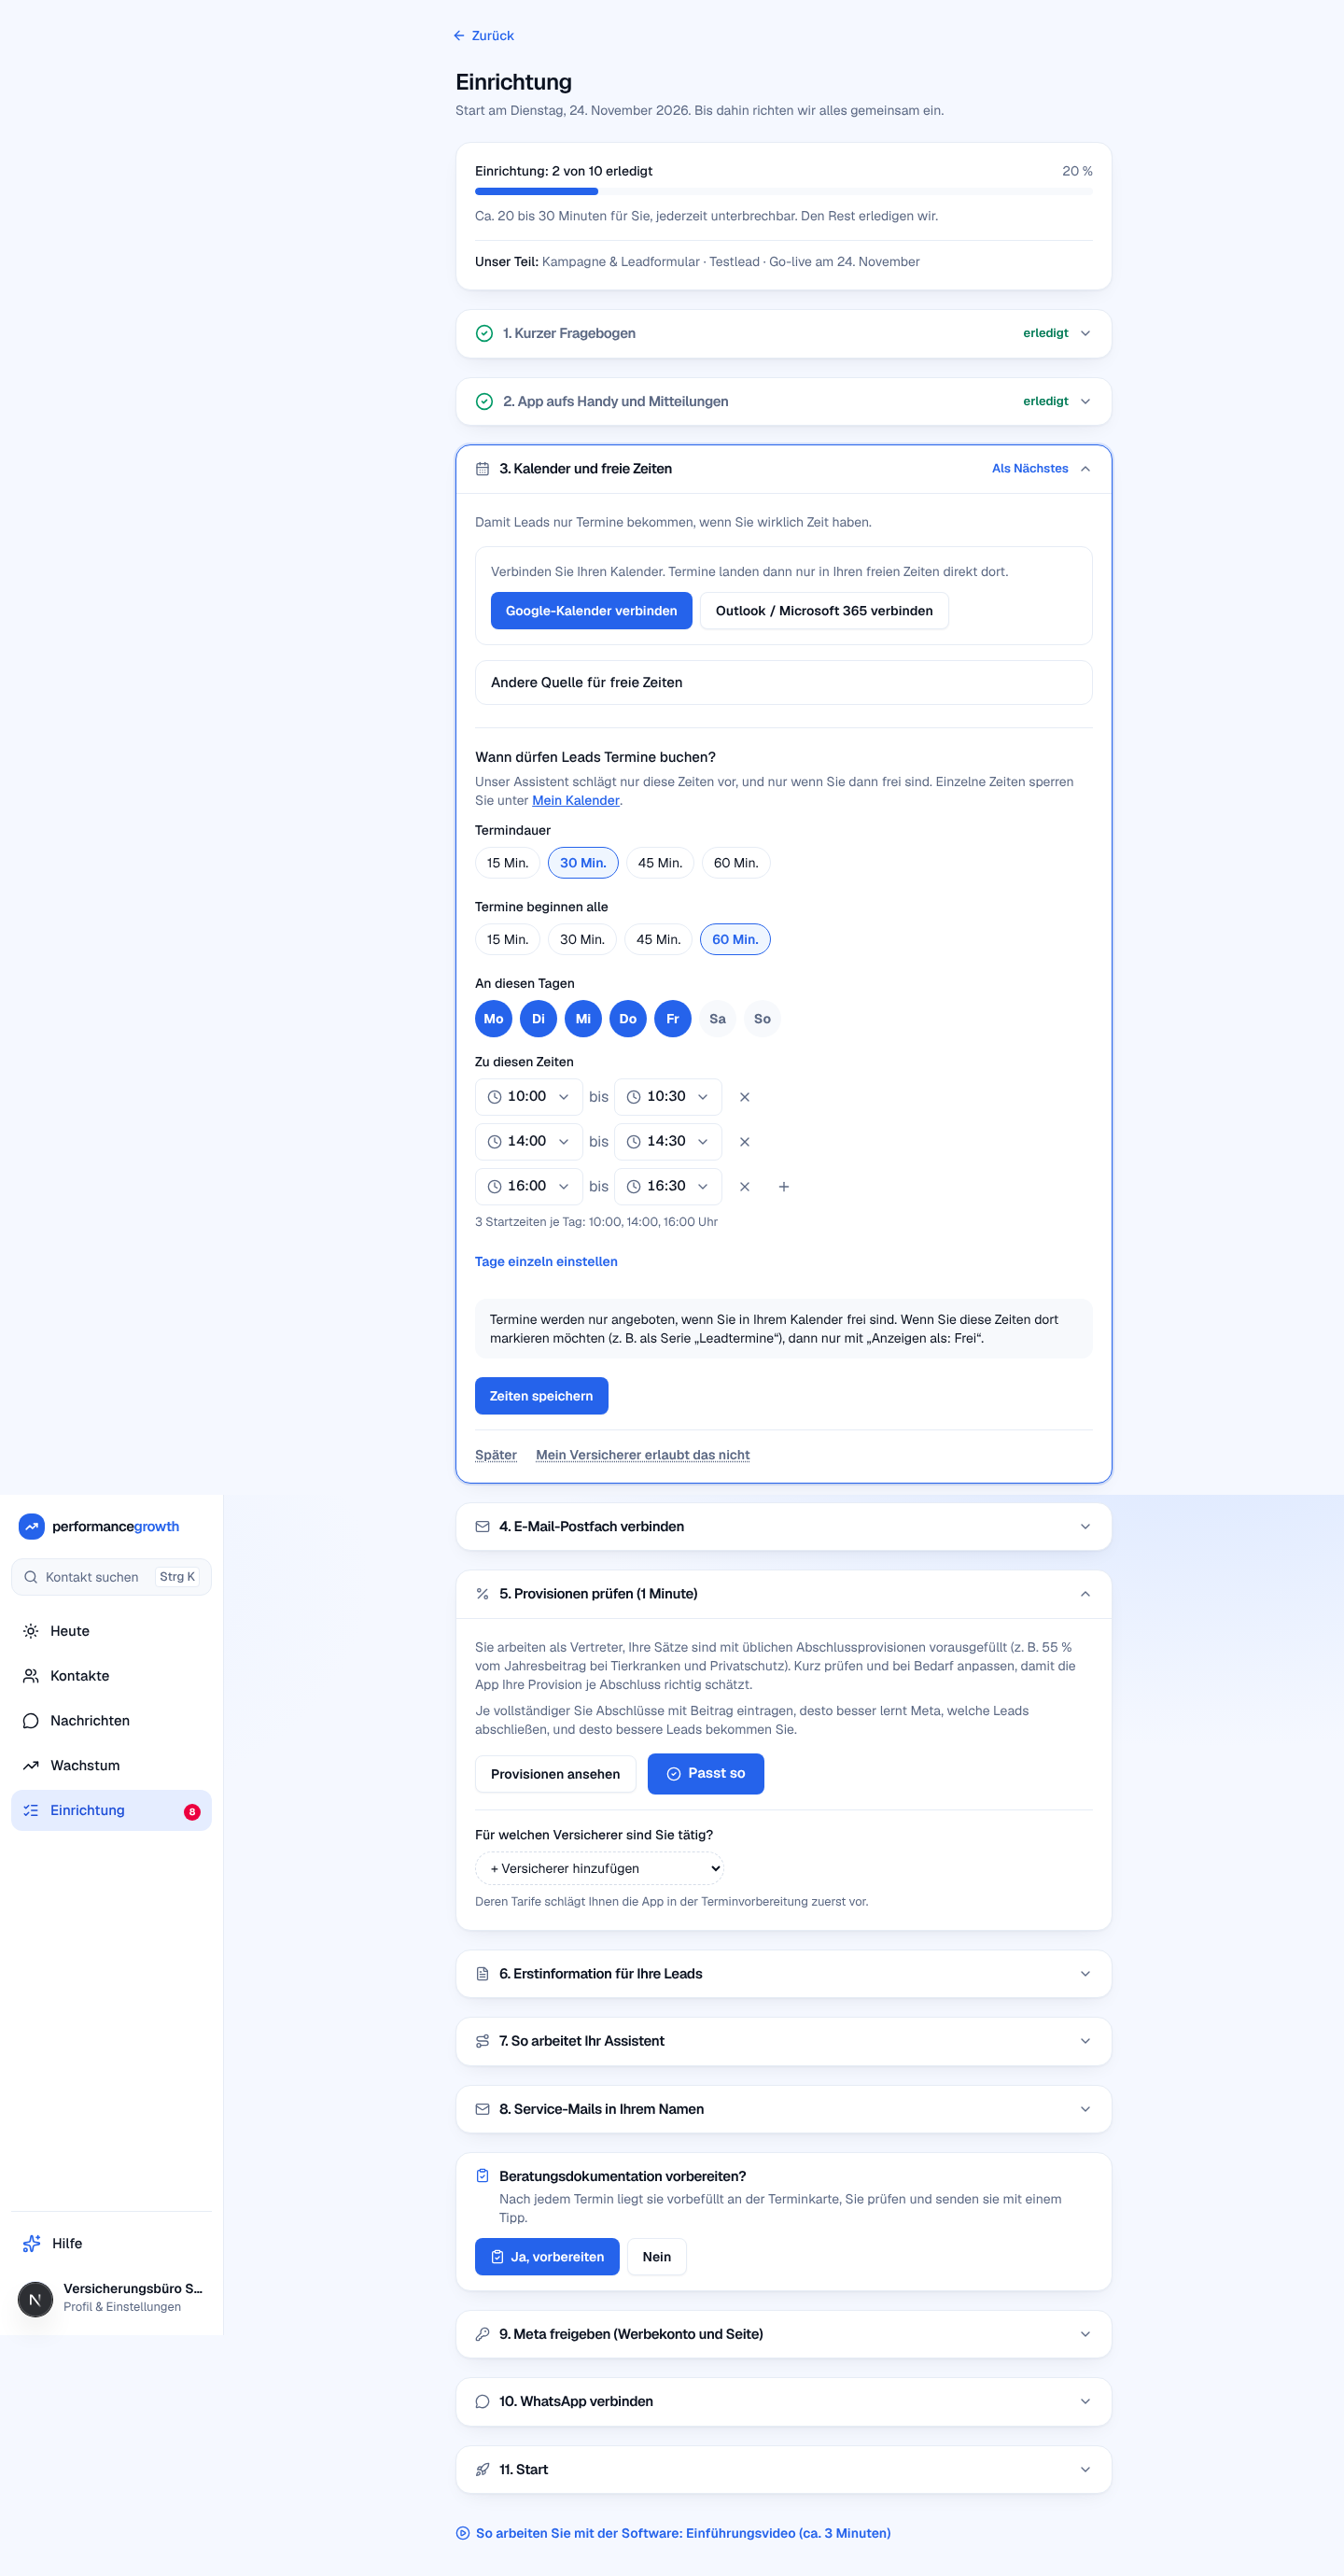 Zurück
Einrichtung
Start am Dienstag, 24. November 2026. Bis dahin richten wir alles gemeinsam ein.
Einrichtung: 2 von 10 erledigt
20 %
Ca. 20 bis 30 Minuten für Sie, jederzeit unterbrechbar. Den Rest erledigen wir.
Unser Teil: Kampagne & Leadformular · Testlead · Go-live am 24. November
1. Kurzer Fragebogen
erledigt
2. App aufs Handy und Mitteilungen
erledigt
3. Kalender und freie Zeiten
Als Nächstes
Damit Leads nur Termine bekommen, wenn Sie wirklich Zeit haben.
Verbinden Sie Ihren Kalender. Termine landen dann nur in Ihren freien Zeiten direkt dort.
Google-Kalender verbinden
Outlook / Microsoft 365 verbinden
Andere Quelle für freie Zeiten
Wann dürfen Leads Termine buchen?
Unser Assistent schlägt nur diese Zeiten vor, und nur wenn Sie dann frei sind. Einzelne Zeiten sperren
Sie unter Mein Kalender.
Termindauer
15 Min. 30 Min. 45 Min. 60 Min.
Termine beginnen alle
15 Min. 30 Min. 45 Min. 60 Min.
An diesen Tagen
Mo Di Mi Do Fr Sa So
Zu diesen Zeiten
10:00 bis 10:30
14:00 bis 14:30
16:00 bis 16:30
3 Startzeiten je Tag: 10:00, 14:00, 16:00 Uhr
Tage einzeln einstellen
Termine werden nur angeboten, wenn Sie in Ihrem Kalender frei sind. Wenn Sie diese Zeiten dort
markieren möchten (z. B. als Serie „Leadtermine“), dann nur mit „Anzeigen als: Frei“.
Zeiten speichern
Später
Mein Versicherer erlaubt das nicht
performancegrowth
Kontakt suchen
Strg K
Heute
Kontakte
Nachrichten
Wachstum
Einrichtung
8
Hilfe
Versicherungsbüro S...
Profil & Einstellungen
4. E-Mail-Postfach verbinden
5. Provisionen prüfen (1 Minute)
Sie arbeiten als Vertreter, Ihre Sätze sind mit üblichen Abschlussprovisionen vorausgefüllt (z. B. 55 %
vom Jahresbeitrag bei Tierkranken und Privatschutz). Kurz prüfen und bei Bedarf anpassen, damit die
App Ihre Provision je Abschluss richtig schätzt.
Je vollständiger Sie Abschlüsse mit Beitrag eintragen, desto besser lernt Meta, welche Leads
abschließen, und desto bessere Leads bekommen Sie.
Provisionen ansehen
Passt so
Für welchen Versicherer sind Sie tätig?
+ Versicherer hinzufügen
Deren Tarife schlägt Ihnen die App in der Terminvorbereitung zuerst vor.
6. Erstinformation für Ihre Leads
7. So arbeitet Ihr Assistent
8. Service-Mails in Ihrem Namen
Beratungsdokumentation vorbereiten?
Nach jedem Termin liegt sie vorbefüllt an der Terminkarte, Sie prüfen und senden sie mit einem
Tipp.
Ja, vorbereiten
Nein
9. Meta freigeben (Werbekonto und Seite)
10. WhatsApp verbinden
11. Start
So arbeiten Sie mit der Software: Einführungsvideo (ca. 3 Minuten)